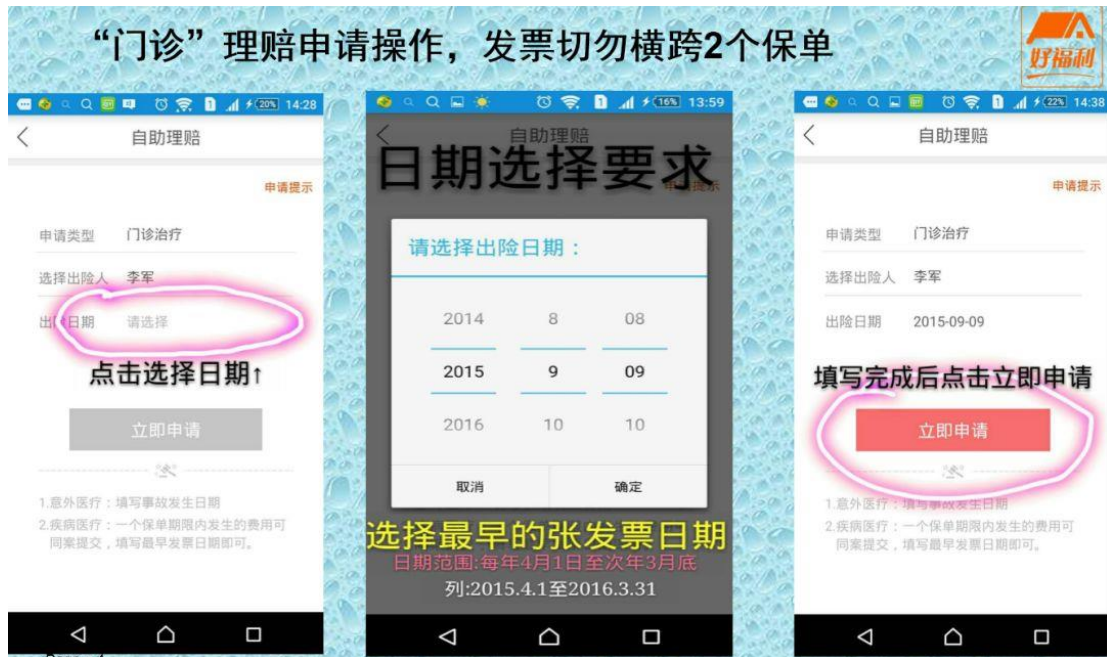 “门诊”理赔申请操作，发票切勿横跨2个保单
好福利
20% 14:28
自助理赔
申请提示
申请类型 门诊治疗
选择出险人 李军
出险日期 请选择
点击选择日期↑
立即申请
1.意外医疗：填写事故发生日期
2.疾病医疗：一个保单期限内发生的费用可
同案提交，填写最早发票日期即可。
16% 13:59
自助理赔
日期选择要求
申请提示
请选择出险日期：
2014 8 08
2015 9 09
2016 10 10
取消 确定
选择最早的张发票日期
日期范围:每年4月1日至次年3月底
列:2015.4.1至2016.3.31
22% 14:38
自助理赔
申请提示
申请类型 门诊治疗
选择出险人 李军
出险日期 2015-09-09
填写完成后点击立即申请
立即申请
1.意外医疗：填写事故发生日期
2.疾病医疗：一个保单期限内发生的费用可
同案提交，填写最早发票日期即可。